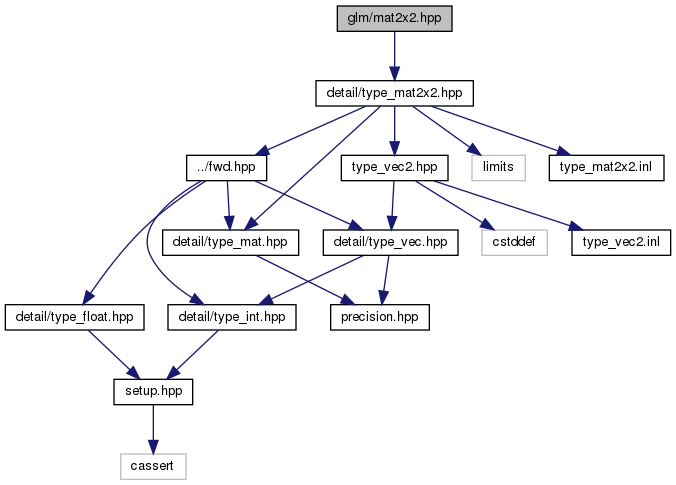 glm/mat2x2.hpp
detail/type_mat2x2.hpp
../fwd.hpp
type_vec2.hpp
limits
type_mat2x2.inl
detail/type_mat.hpp
detail/type_vec.hpp
cstddef
type_vec2.inl
detail/type_float.hpp
detail/type_int.hpp
precision.hpp
setup.hpp
cassert